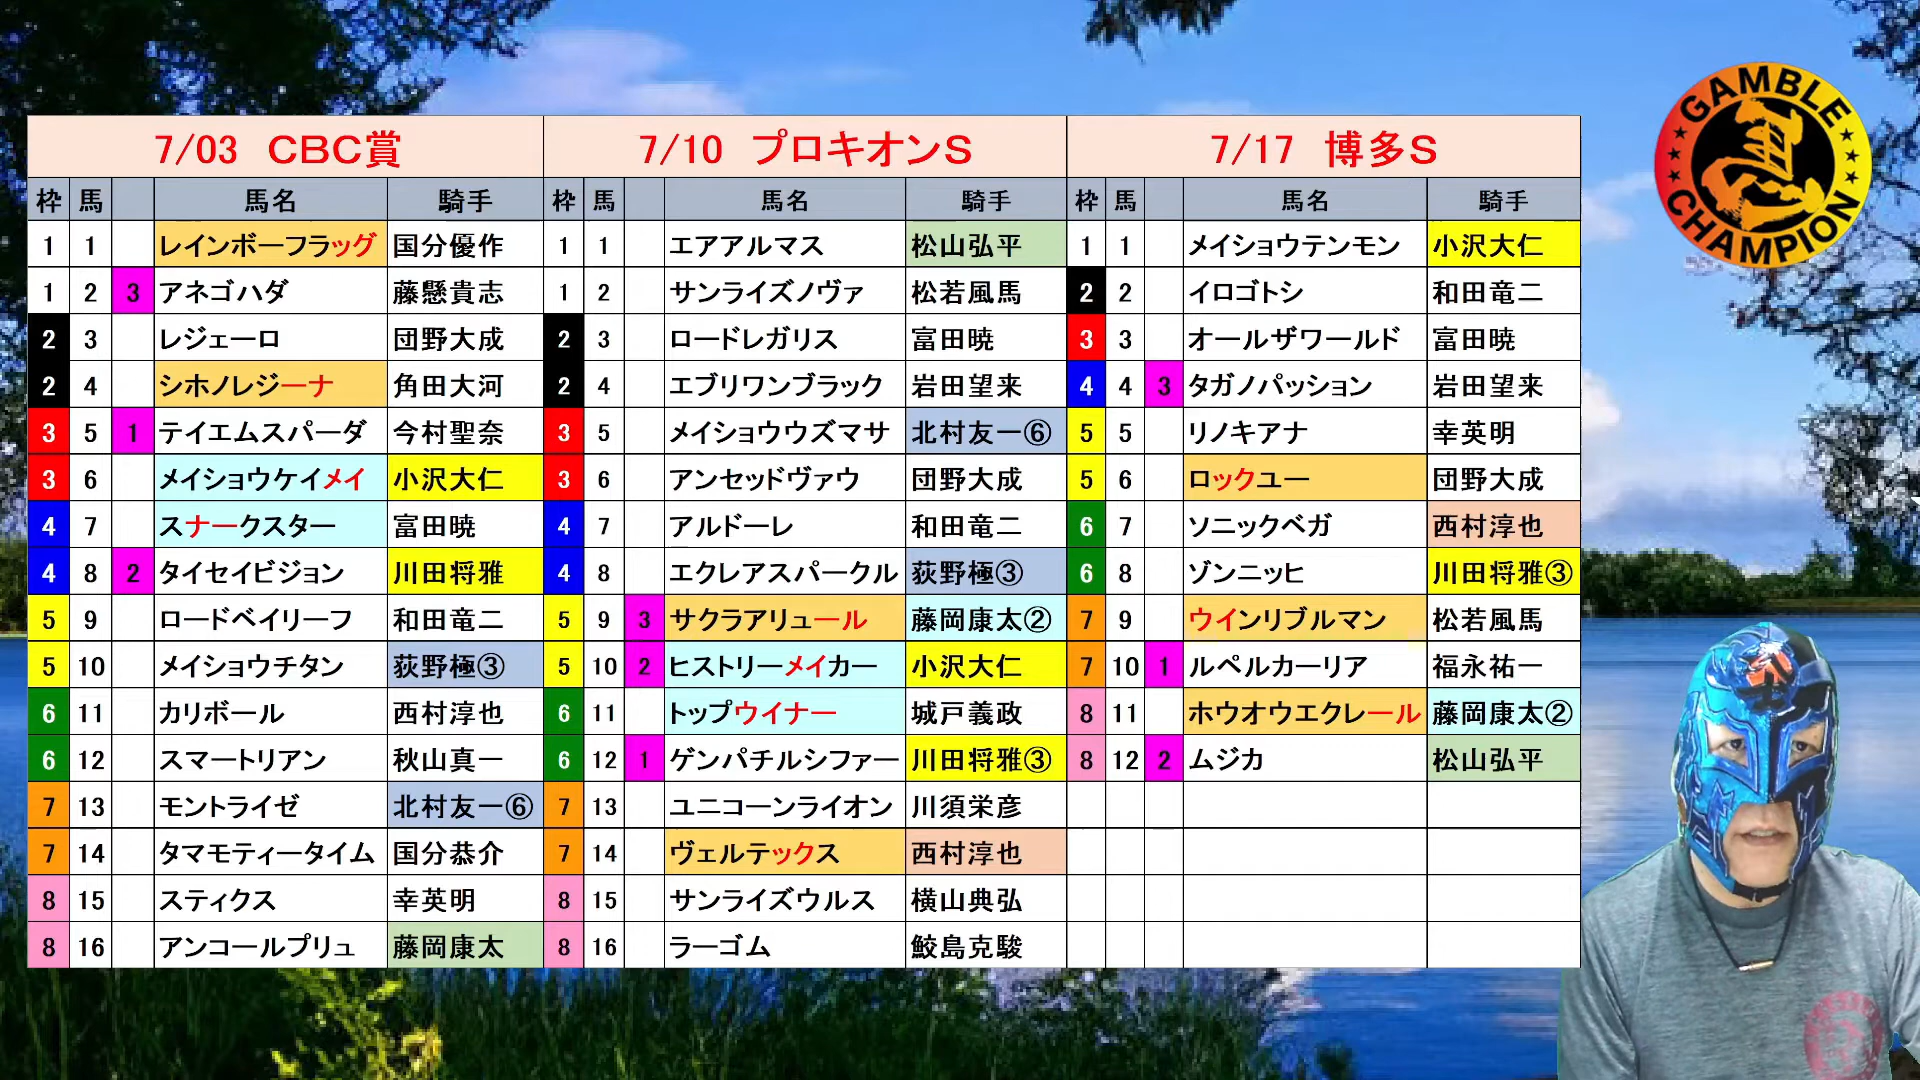 7/03 CBC賞 7/10 プロキオンS 7/17 博多S
枠 馬 馬名 騎手 枠 馬 馬名 騎手 枠 馬 馬名 騎手
1 1 レインボーフラッグ 国分優作 1 1 エアアルマス 松山弘平 1 1 メイショウテンモン 小沢大仁
1 2 3 アネゴハダ 藤懸貴志 1 2 サンライズノヴァ 松若風馬 2 2 イロゴトシ 和田竜二
2 3 レジェーロ 団野大成 2 3 ロードレガリス 富田暁 3 3 オールザワールド 富田暁
2 4 シホノレジーナ 角田大河 2 4 エブリワンブラック 岩田望来 4 4 3 タガノパッション 岩田望来
3 5 1 テイエムスパーダ 今村聖奈 3 5 メイショウウズマサ 北村友一⑥ 5 5 リノキアナ 幸英明
3 6 メイショウケイメイ 小沢大仁 3 6 アンセッドヴァウ 団野大成 5 6 ロックユー 団野大成
4 7 スナークスター 富田暁 4 7 アルドーレ 和田竜二 6 7 ソニックベガ 西村淳也
4 8 2 タイセイビジョン 川田将雅 4 8 エクレアスパークル 荻野極③ 6 8 ゾンニッヒ 川田将雅③
5 9 ロードベイリーフ 和田竜二 5 9 3 サクラアリュール 藤岡康太② 7 9 ウインリブルマン 松若風馬
5 10 メイショウチタン 荻野極③ 5 10 2 ヒストリーメイカー 小沢大仁 7 10 1 ルペルカーリア 福永祐一
6 11 カリボール 西村淳也 6 11 トップウイナー 城戸義政 8 11 ホウオウエクレール 藤岡康太②
6 12 スマートリアン 秋山真一 6 12 1 ゲンパチルシファー 川田将雅③ 8 12 2 ムジカ 松山弘平
7 13 モントライゼ 北村友一⑥ 7 13 ユニコーンライオン 川須栄彦
7 14 タマモティータイム 国分恭介 7 14 ヴェルテックス 西村淳也
8 15 スティクス 幸英明 8 15 サンライズウルス 横山典弘
8 16 アンコールプリュ 藤岡康太 8 16 ラーゴム 鮫島克駿
GAMBLE
CHAMPION